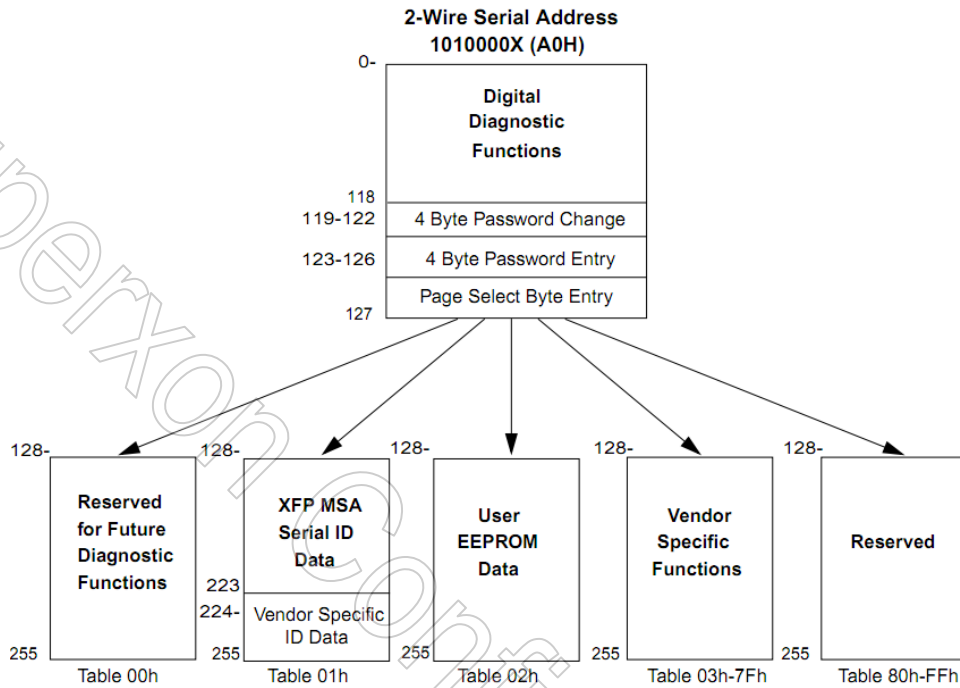 2-Wire Serial Address
1010000X (A0H)
0-
Digital
Diagnostic
Functions
118
119-122 4 Byte Password Change
123-126 4 Byte Password Entry
Page Select Byte Entry
127
128- 128- 128- 128- 128-
Reserved
for Future
Diagnostic
Functions
XFP MSA
Serial ID
Data
223
224- Vendor Specific
ID Data
User
EEPROM
Data
Vendor
Specific
Functions
Reserved
255 255 255 255 255
Table 00h Table 01h Table 02h Table 03h-7Fh Table 80h-FFh